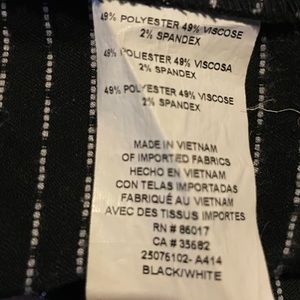 49% POLYESTER 49% VISCOSE
2% SPANDEX
49% POLIESTER 49% VISCOSA
2% SPANDEX
49% POLYESTER 49% VISCOSE
2% SPANDEX
MADE IN VIETNAM
OF IMPORTED FABRICS
HECHO EN VIETNAM
CON TELAS IMPORTADAS
FABRIQUÉ AU VIETNAM
AVEC DES TISSUS IMPORTES
RN # 86017
CA # 35682
25076102- A414
BLACK/WHITE